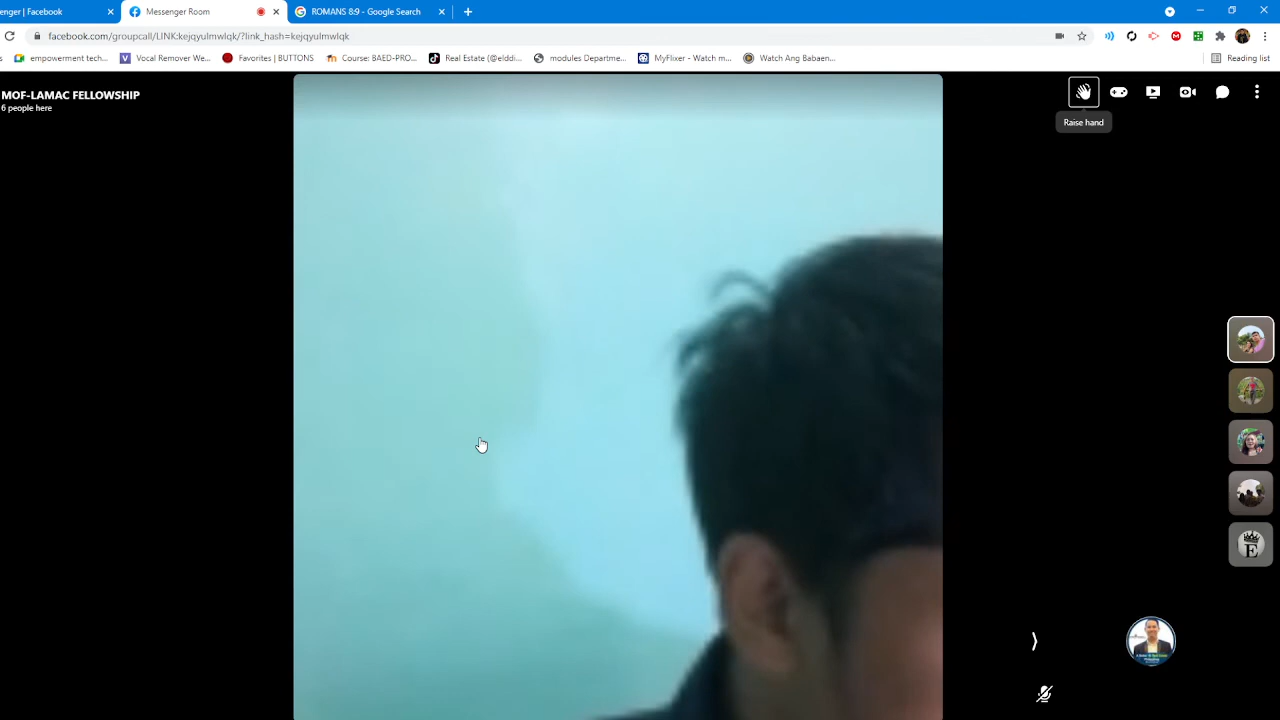 nger | Facebook
Messenger Room
ROMANS 8:9 - Google Search
facebook.com/groupcall/LINK:kejqyulmwlqk/?link_hash=kejqyulmwlqk
s
empowerment tech...
Vocal Remover We...
Favorites | BUTTONS
Course: BAED-PRO...
Real Estate (@elddi...
modules Departme...
MyFlixer - Watch m...
Watch Ang Babaen...
Reading list
MOF-LAMAC FELLOWSHIP
6 people here
Raise hand
E